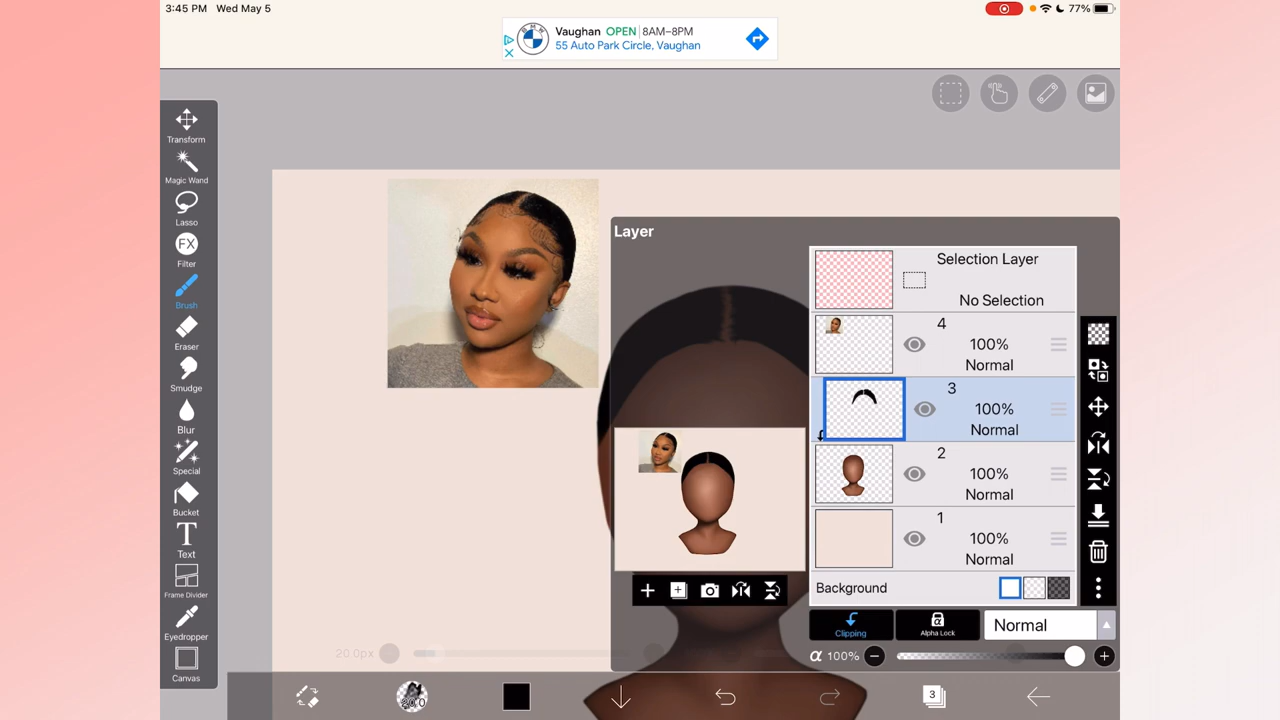 3:45 PM Wed May 5
77%
Vaughan OPEN 8AM–8PM
55 Auto Park Circle, Vaughan
Transform
Magic Wand
Lasso
FX
Filter
Brush
Eraser
Smudge
Blur
Special
Bucket
T
Text
Frame Divider
Eyedropper
Canvas
Layer
Selection Layer
No Selection
4
100%
Normal
3
100%
Normal
2
100%
Normal
1
100%
Normal
Background
Clipping
Alpha Lock
Normal
α 100%
20.0px
20.0
3